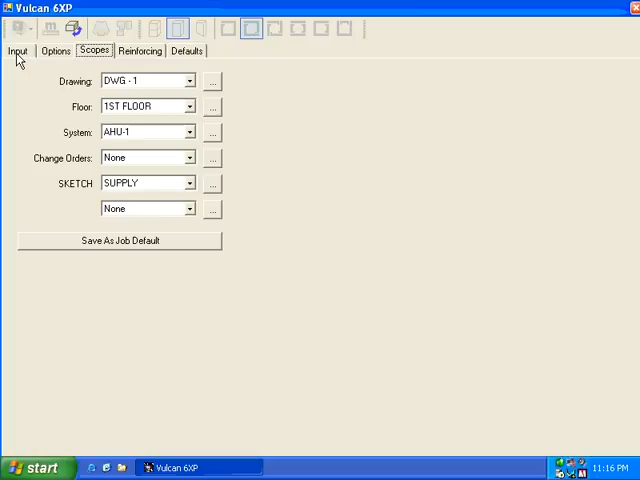 Vulcan 6XP
Input Options Scopes Reinforcing Defaults
Drawing: DWG - 1 ...
Floor: 1ST FLOOR ...
System: AHU-1 ...
Change Orders: None ...
SKETCH SUPPLY ...
None ...
Save As Job Default
start Vulcan 6XP 11:16 PM